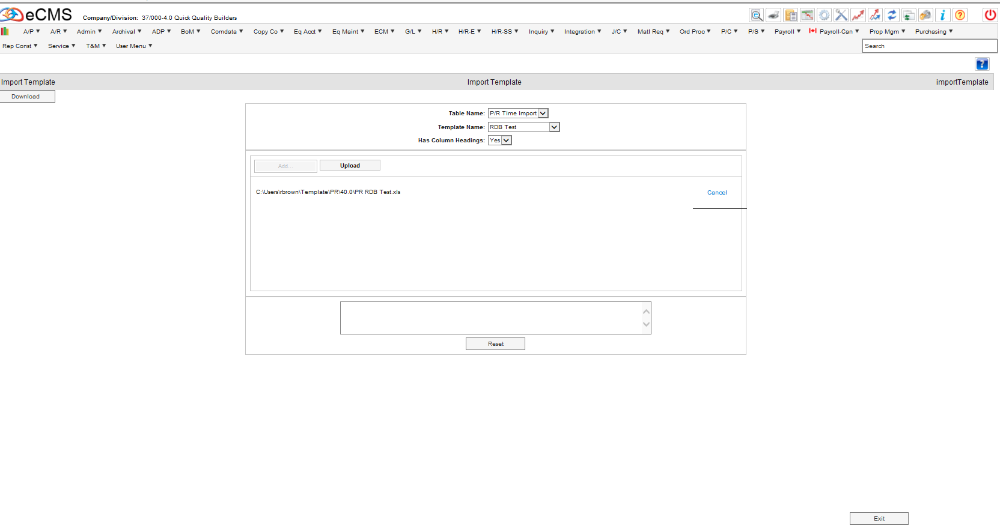 eCMS Company/Division: 37/000-4.0 Quick Quality Builders
A/P A/R Admin Archival ADP BoM Comdata Copy Co Eq Acct Eq Maint ECM G/L H/R H/R-E H/R-SS Inquiry Integration J/C Matl Req Ord Proc P/C P/S Payroll Payroll-Can Prop Mgm Purchasing
Rep Const Service T&M User Menu Search
Import Template Import Template importTemplate
Download
Table Name: P/R Time Import
Template Name: RDB Test
Has Column Headings: Yes
Add... Upload
C:\Users\rbrown\Template\PR\40.0\PR RDB Test.xls Cancel
Reset
Exit